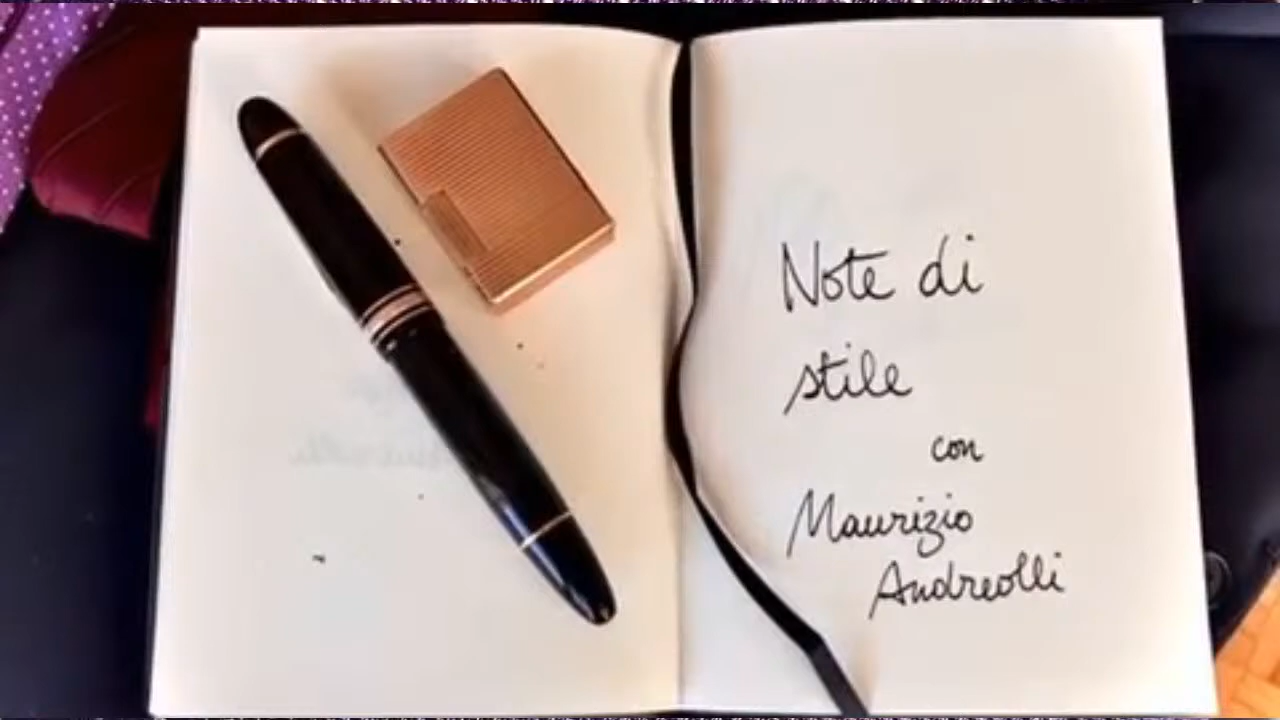 Note di
stile
con
Maurizio
Andreolli